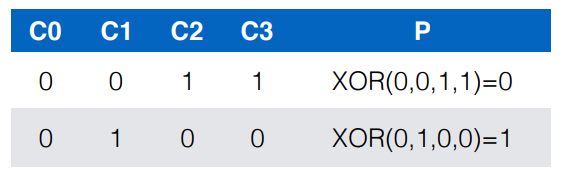 C0 C1 C2 C3 P
0 0 1 1 XOR(0,0,1,1)=0
0 1 0 0 XOR(0,1,0,0)=1